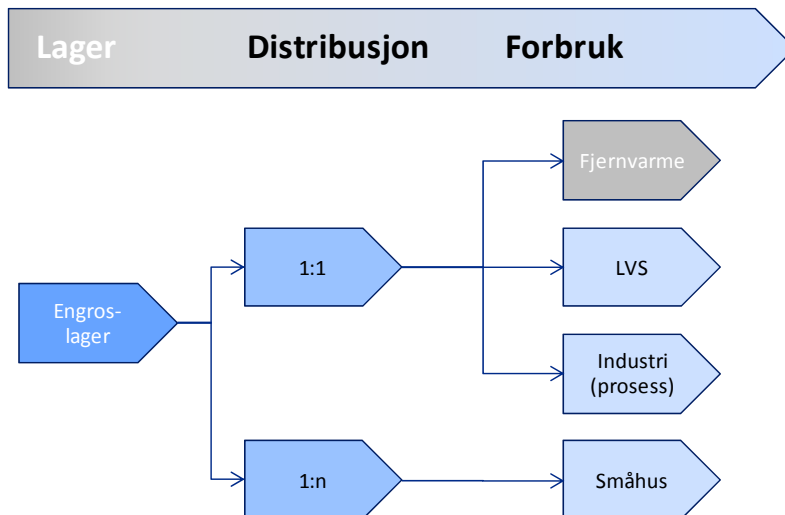 Lager Distribusjon Forbruk
Fjernvarme
1:1
LVS
Engros-
lager
Industri
(prosess)
1:n
Småhus